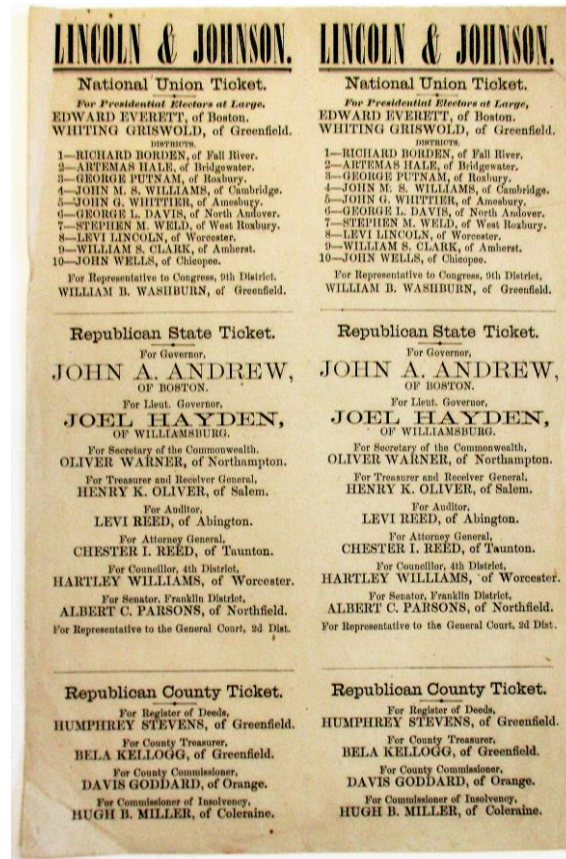 LINCOLN & JOHNSON.
National Union Ticket.
For Presidential Electors at Large,
EDWARD EVERETT, of Boston.
WHITING GRISWOLD, of Greenfield.
DISTRICTS.
1—RICHARD BORDEN, of Fall River.
2—ARTEMAS HALE, of Bridgewater.
3—GEORGE PUTNAM, of Roxbury.
4—JOHN M. S. WILLIAMS, of Cambridge.
5—JOHN G. WHITTIER, of Amesbury.
6—GEORGE L. DAVIS, of North Andover.
7—STEPHEN M. WELD, of West Roxbury.
8—LEVI LINCOLN, of Worcester.
9—WILLIAM S. CLARK, of Amherst.
10—JOHN WELLS, of Chicopee.
For Representative to Congress, 9th District,
WILLIAM B. WASHBURN, of Greenfield.
Republican State Ticket.
For Governor,
JOHN A. ANDREW,
OF BOSTON.
For Lieut. Governor,
JOEL HAYDEN,
OF WILLIAMSBURG.
For Secretary of the Commonwealth.
OLIVER WARNER, of Northampton.
For Treasurer and Receiver General,
HENRY K. OLIVER, of Salem.
For Auditor,
LEVI REED, of Abington.
For Attorney General,
CHESTER I. REED, of Taunton.
For Councillor, 4th District,
HARTLEY WILLIAMS, of Worcester.
For Senator, Franklin District,
ALBERT C. PARSONS, of Northfield.
For Representative to the General Court, 2d Dist.
Republican County Ticket.
For Register of Deeds,
HUMPHREY STEVENS, of Greenfield.
For County Treasurer,
BELA KELLOGG, of Greenfield.
For County Commissioner,
DAVIS GODDARD, of Orange.
For Commissioner of Insolvency,
HUGH B. MILLER, of Coleraine.
LINCOLN & JOHNSON.
National Union Ticket.
For Presidential Electors at Large,
EDWARD EVERETT, of Boston.
WHITING GRISWOLD, of Greenfield.
DISTRICTS.
1—RICHARD BORDEN, of Fall River.
2—ARTEMAS HALE, of Bridgewater.
3—GEORGE PUTNAM, of Roxbury.
4—JOHN M. S. WILLIAMS, of Cambridge.
5—JOHN G. WHITTIER, of Amesbury.
6—GEORGE L. DAVIS, of North Andover.
7—STEPHEN M. WELD, of West Roxbury.
8—LEVI LINCOLN, of Worcester.
9—WILLIAM S. CLARK, of Amherst.
10—JOHN WELLS, of Chicopee.
For Representative to Congress, 9th District,
WILLIAM B. WASHBURN, of Greenfield.
Republican State Ticket.
For Governor,
JOHN A. ANDREW,
OF BOSTON.
For Lieut. Governor,
JOEL HAYDEN,
OF WILLIAMSBURG.
For Secretary of the Commonwealth.
OLIVER WARNER, of Northampton.
For Treasurer and Receiver General,
HENRY K. OLIVER, of Salem.
For Auditor,
LEVI REED, of Abington.
For Attorney General,
CHESTER I. REED, of Taunton.
For Councillor, 4th District,
HARTLEY WILLIAMS, of Worcester.
For Senator, Franklin District,
ALBERT C. PARSONS, of Northfield.
For Representative to the General Court, 2d Dist.
Republican County Ticket.
For Register of Deeds,
HUMPHREY STEVENS, of Greenfield.
For County Treasurer,
BELA KELLOGG, of Greenfield.
For County Commissioner,
DAVIS GODDARD, of Orange.
For Commissioner of Insolvency,
HUGH B. MILLER, of Coleraine.